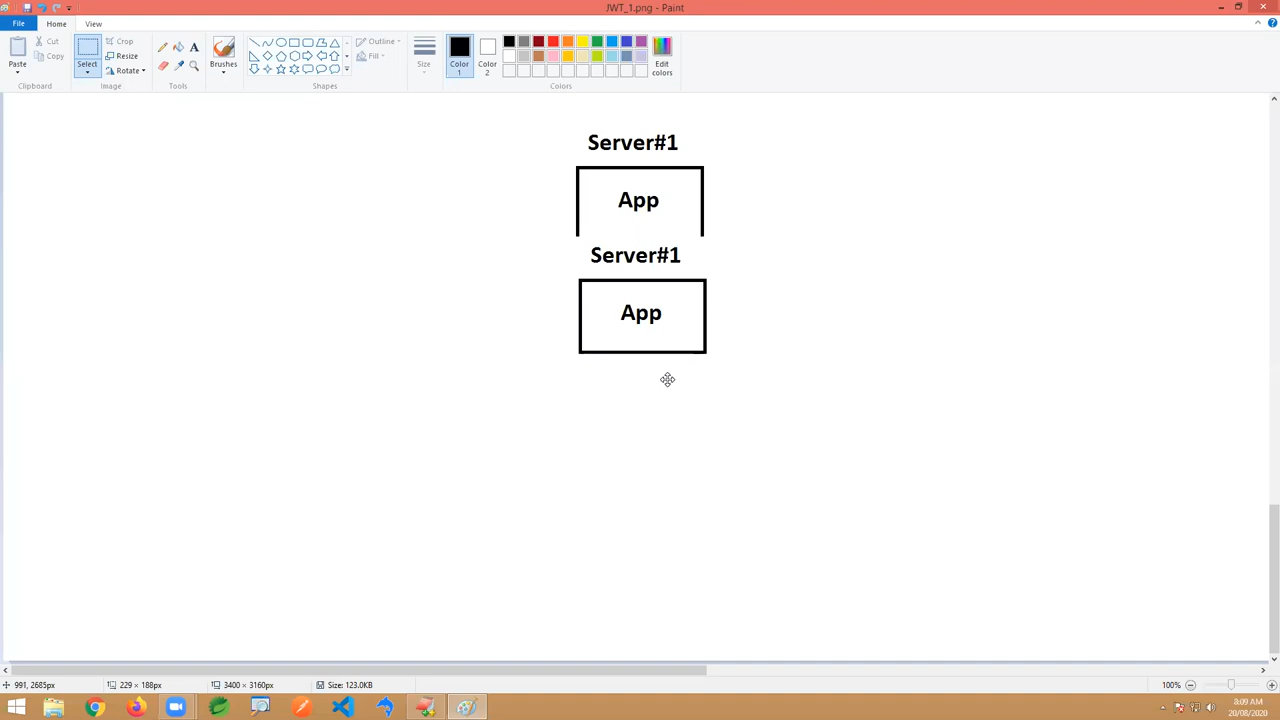 JWT_1.png - Paint
File Home View
Paste
Cut
Copy
Clipboard
Select
Crop
Resize
Rotate
Image
A
Tools
Brushes
Shapes
Outline
Fill
Size
Color 1
Color 2
Edit colors
Colors
Server#1
App
Server#1
App
991, 2685px
229 × 188px
3400 × 3160px
Size: 123.0KB
100%
8:09 AM
20/08/2020